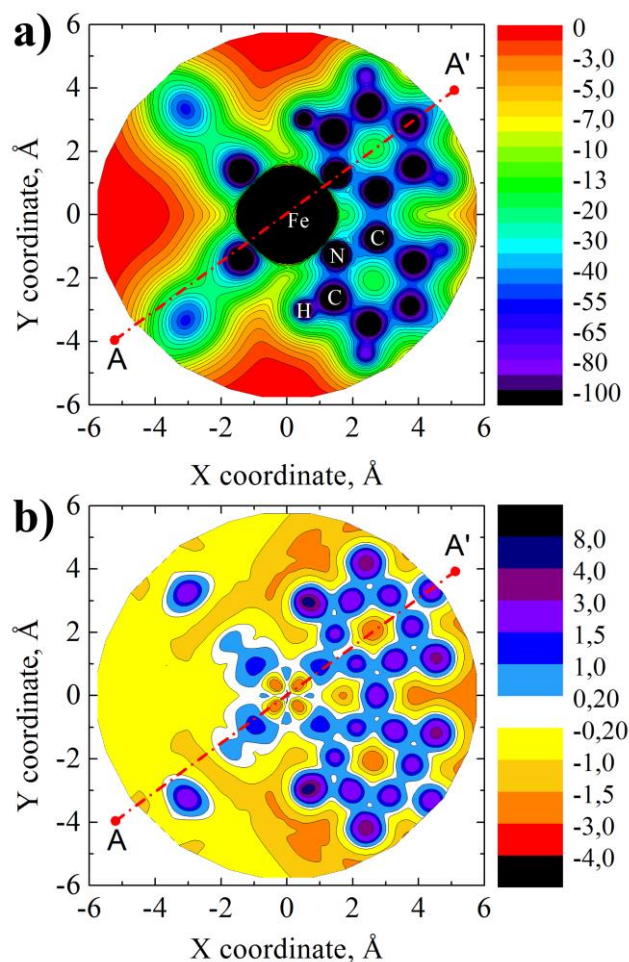 a)
6
4
2
0
-2
-4
-6
Y coordinate, Å
-6 -4 -2 0 2 4 6
X coordinate, Å
A'
Fe
N
C
C
H
A
0
-3,0
-5,0
-7,0
-10
-13
-20
-30
-40
-55
-65
-80
-100
b)
6
4
2
0
-2
-4
-6
Y coordinate, Å
-6 -4 -2 0 2 4 6
X coordinate, Å
A'
A
8,0
4,0
3,0
1,5
1,0
0,20
-0,20
-1,0
-1,5
-3,0
-4,0